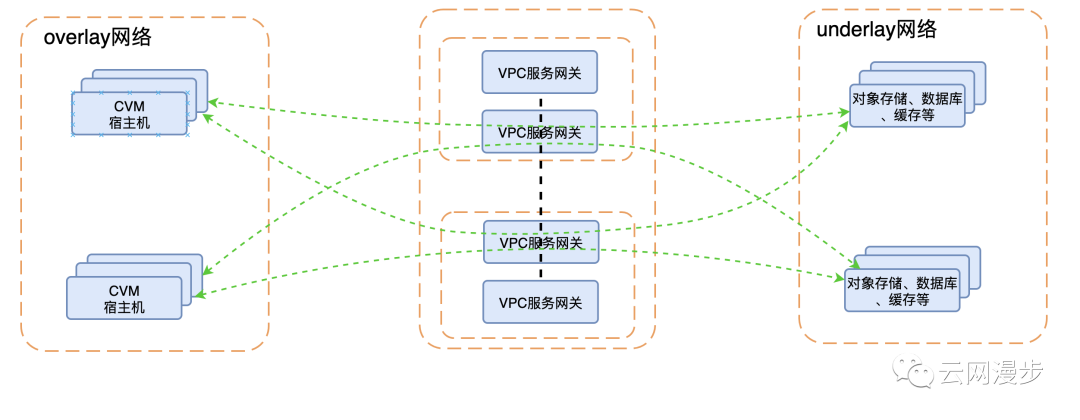 overlay网络
CVM
宿主机
CVM
宿主机
VPC服务网关
VPC服务网关
VPC服务网关
VPC服务网关
underlay网络
对象存储、数据库
、缓存等
对象存储、数据库
、缓存等
云网漫步